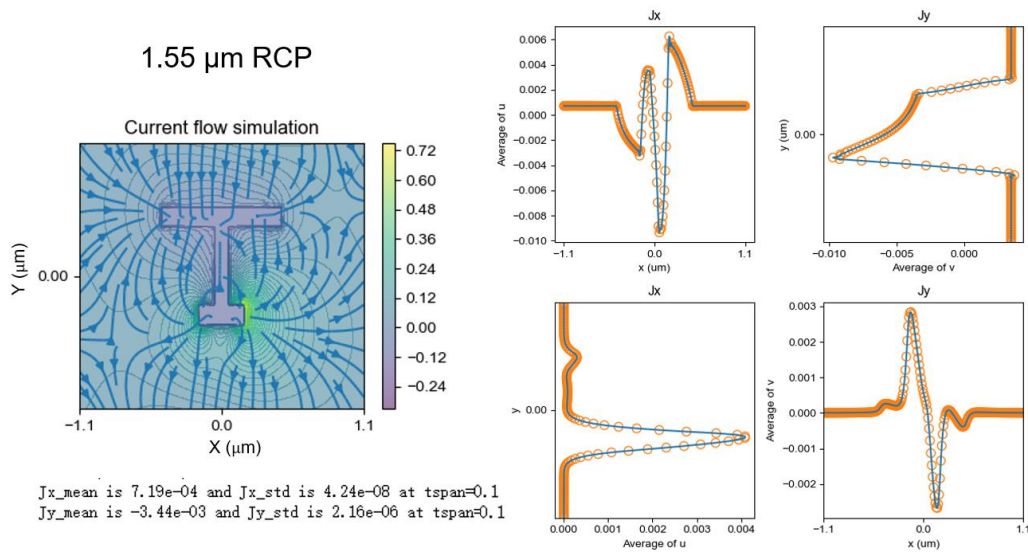 1.55 μm RCP
Current flow simulation
Y (μm)
0.00
0.72
0.60
0.48
0.36
0.24
0.12
0.00
−0.12
−0.24
−1.1 0.0 1.1
X (μm)
Jx_mean is 7.19e-04 and Jx_std is 4.24e-08 at tspan=0.1
Jy_mean is -3.44e-03 and Jy_std is 2.16e-06 at tspan=0.1
Jx
Average of u
0.006
0.004
0.002
0.000
−0.002
−0.004
−0.006
−0.008
−0.010
−1.1 0.0 1.1
x (um)
Jy
y (um)
0.00
−0.010 −0.005 0.000
Average of v
Jx
y
0.00
0.000 0.001 0.002 0.003 0.004
Average of u
Jy
Average of v
0.003
0.002
0.001
0.000
−0.001
−0.002
−1.1 0.0 1.1
x (um)